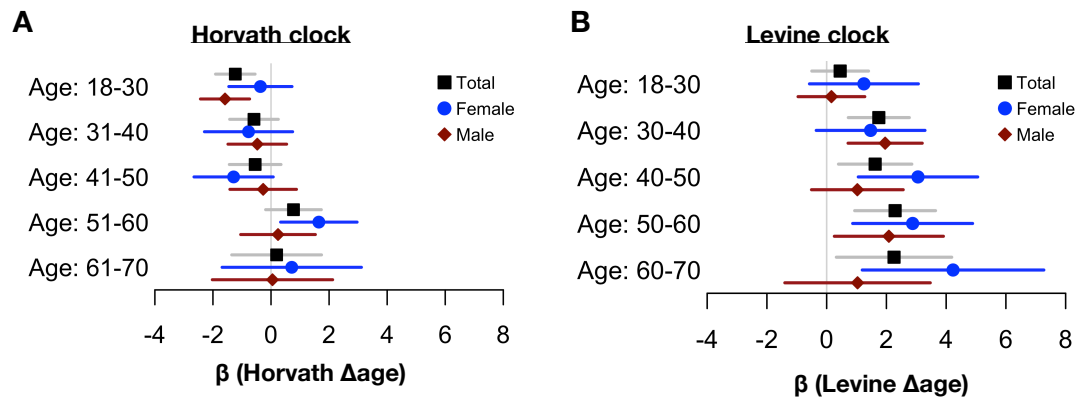 A
Horvath clock
Age: 18-30
Age: 31-40
Age: 41-50
Age: 51-60
Age: 61-70
Total
Female
Male
-4 -2 0 2 4 6 8
β (Horvath Δage)
B
Levine clock
Age: 18-30
Age: 30-40
Age: 40-50
Age: 50-60
Age: 60-70
Total
Female
Male
-4 -2 0 2 4 6 8
β (Levine Δage)